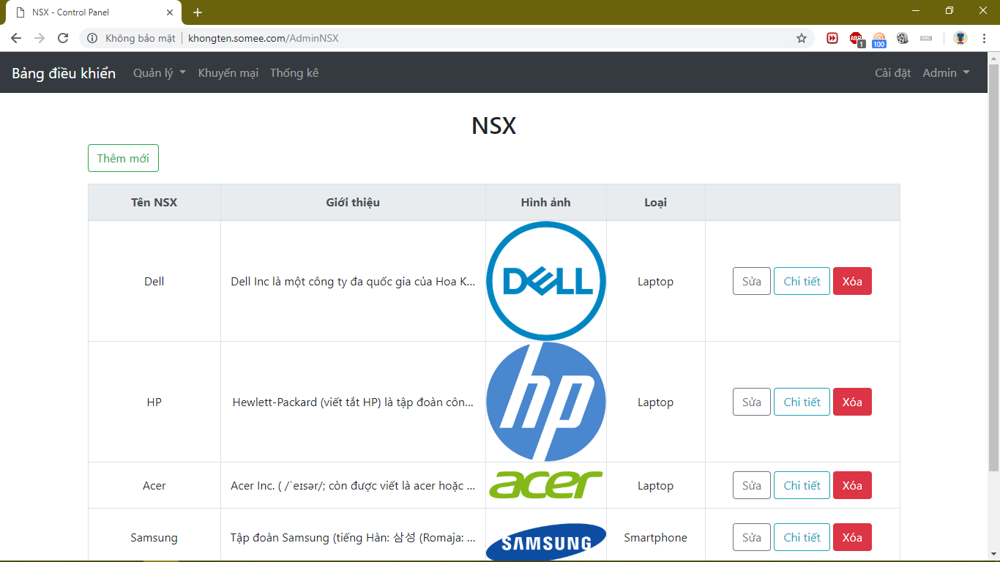 NSX - Control Panel
Không bảo mật
khongten.somee.com/AdminNSX
ABP
1
100
Bảng điều khiển
Quản lý
Khuyến mại
Thống kê
Cài đặt
Admin
NSX
Thêm mới
Tên NSX
Giới thiệu
Hình ảnh
Loại
Dell
Dell Inc là một công ty đa quốc gia của Hoa K...
DELL
Laptop
Sửa
Chi tiết
Xóa
HP
Hewlett-Packard (viết tắt HP) là tập đoàn côn...
hp
Laptop
Sửa
Chi tiết
Xóa
Acer
Acer Inc. ( /ˈeɪsər/; còn được viết là acer hoặc ...
acer
Laptop
Sửa
Chi tiết
Xóa
Samsung
Tập đoàn Samsung (tiếng Hàn: 삼성 (Romaja: ...
SAMSUNG
Smartphone
Sửa
Chi tiết
Xóa